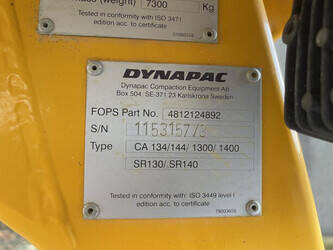 (weight) 7300 Kg
Tested in conformity with ISO 3471
edition acc. to certificate
DYNAPAC
Dynapac Compaction Equipment AB
Box 504, SE-371 23 Karlskrona Sweden
FOPS Part No. 4812124892
S/N 1153157/3
Type CA 134/144/ 1300/ 1400
SR130/ SR140
Tested in conformity with ISO 3449 level I
edition acc. to certificate